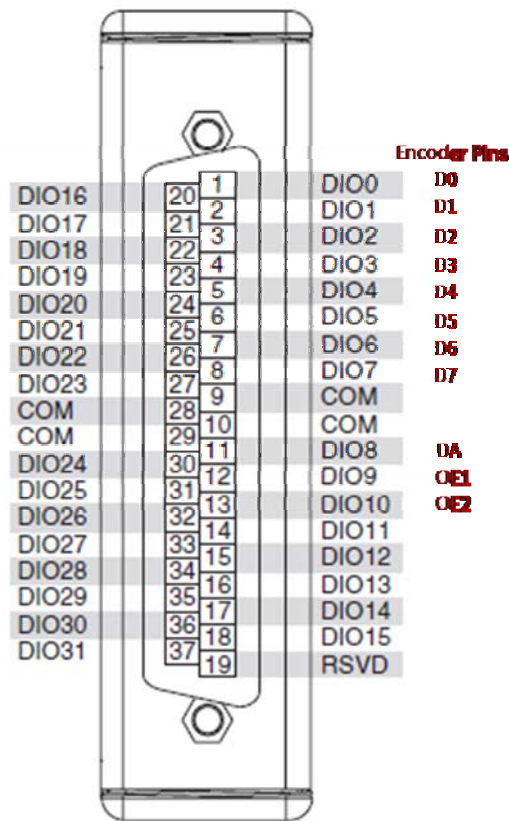 Encoder Pins
1 DIO0 D0
DIO16 20
2 DIO1 D1
DIO17 21
3 DIO2 D2
DIO18 22
4 DIO3 D3
DIO19 23
5 DIO4 D4
DIO20 24
6 DIO5 D5
DIO21 25
7 DIO6 D6
DIO22 26
8 DIO7 D7
DIO23 27
9 COM
COM 28
10 COM
COM 29
11 DIO8 DA
DIO24 30
12 DIO9 OE1
DIO25 31
13 DIO10 OE2
DIO26 32
14 DIO11
DIO27 33
15 DIO12
DIO28 34
16 DIO13
DIO29 35
17 DIO14
DIO30 36
18 DIO15
DIO31 37
19 RSVD